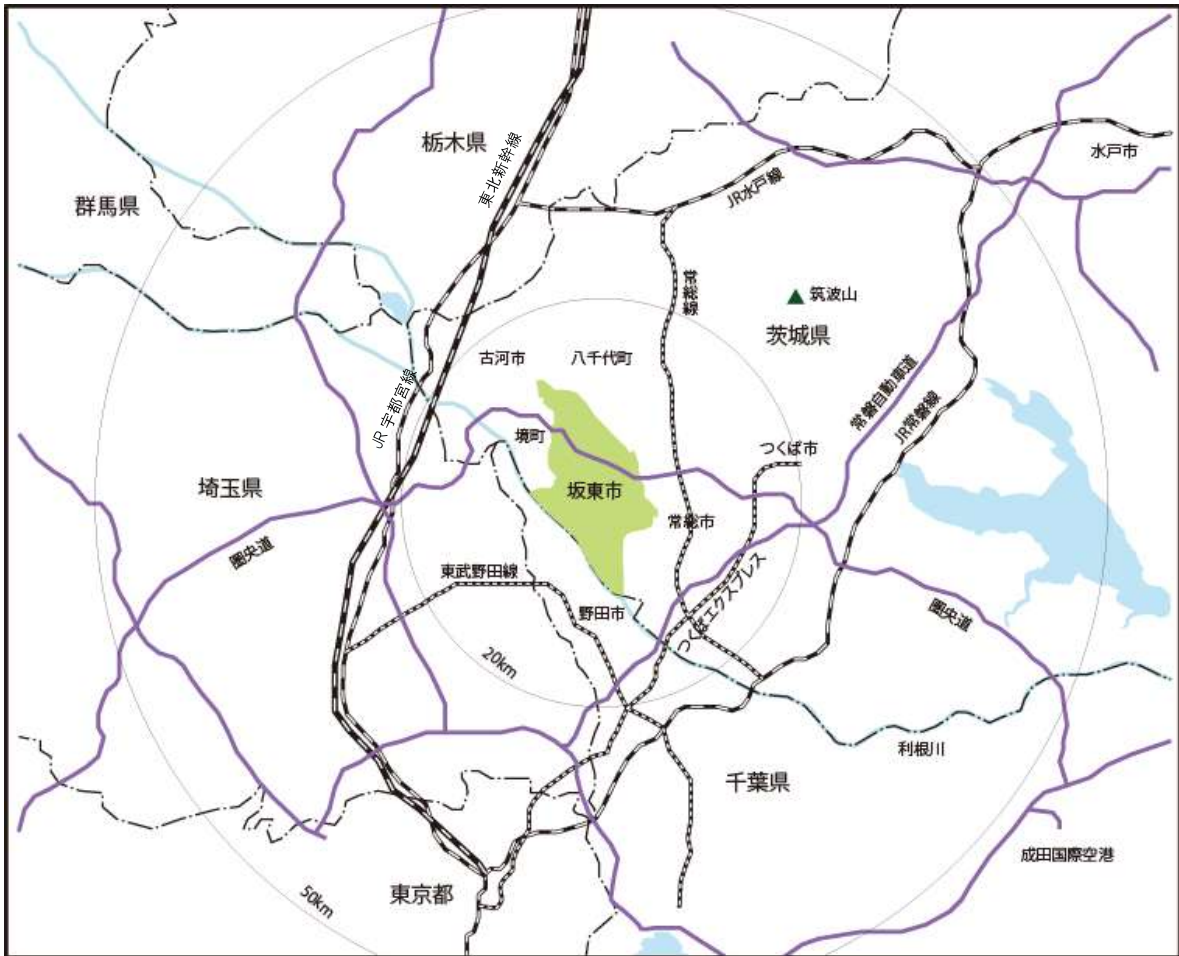 栃木県
東北新幹線
水戸市
群馬県
JR水戸線
常総線
筑波山
茨城県
古河市
八千代町
JR宇都宮線
常磐自動車道
JR常磐線
境町
つくば市
埼玉県
坂東市
常総市
圏央道
東武野田線
野田市
つくばエクスプレス
圏央道
20km
利根川
千葉県
成田国際空港
東京都
50km